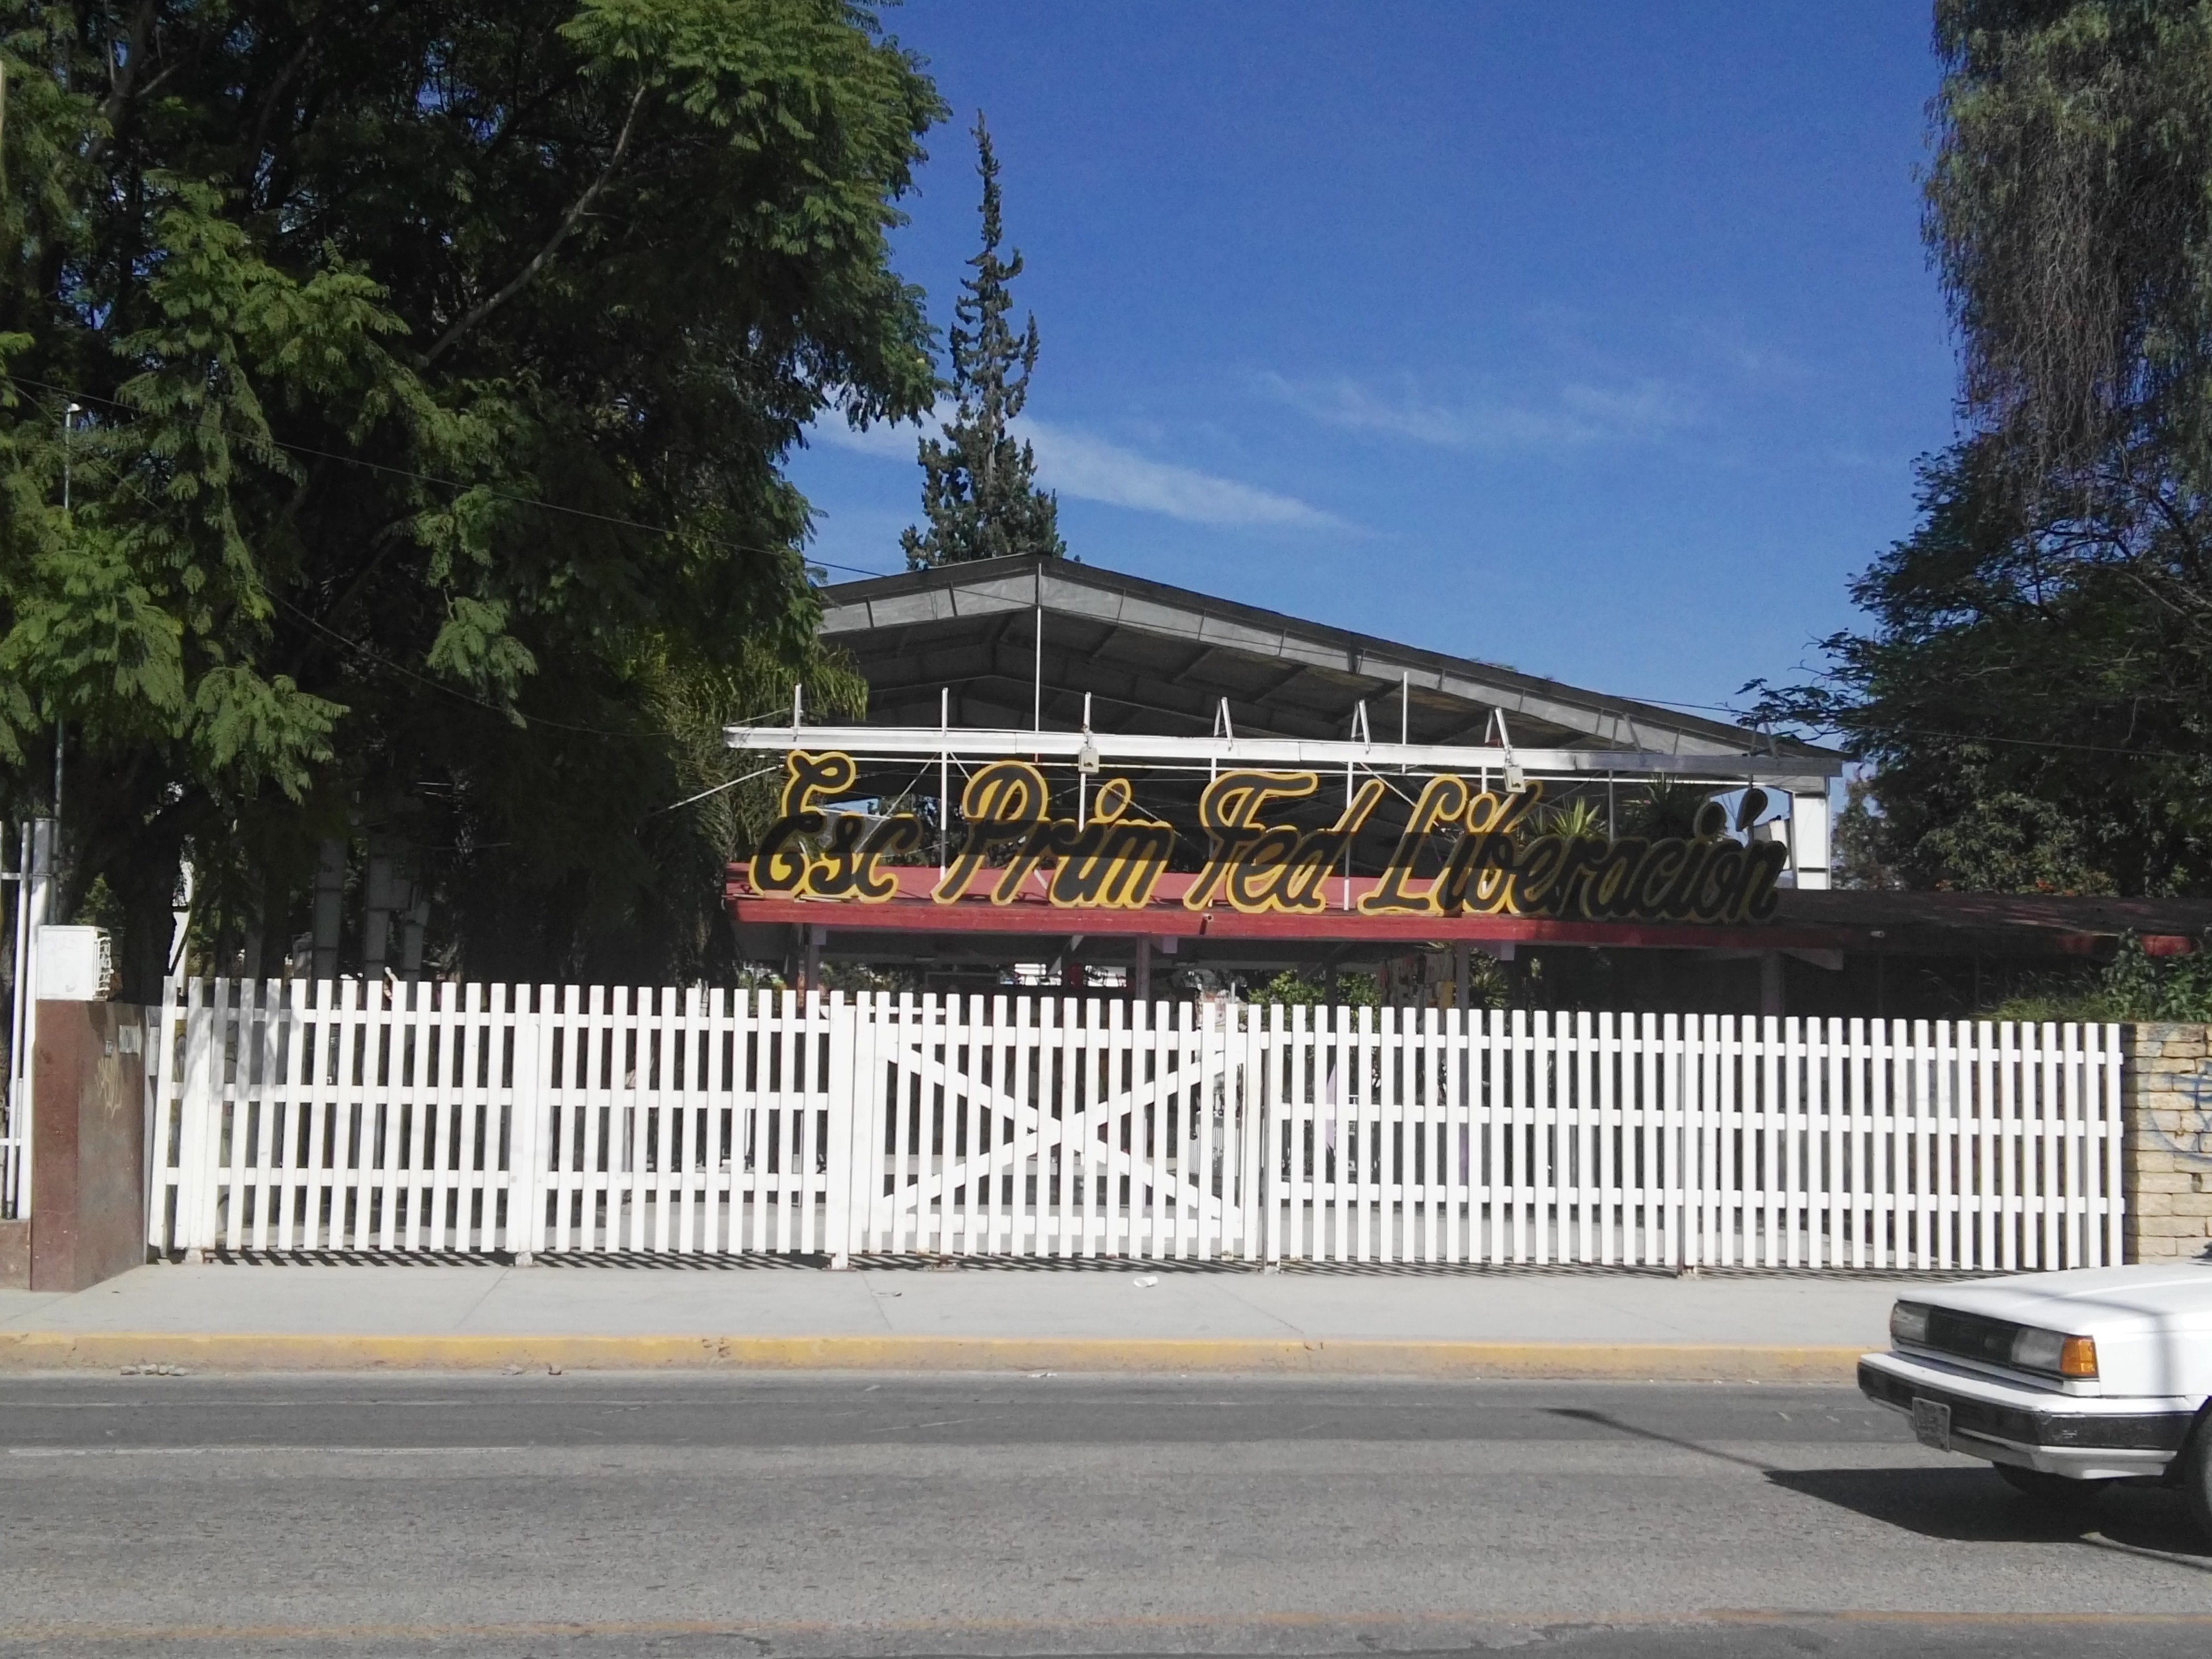 Esc Prim Fed Liberación